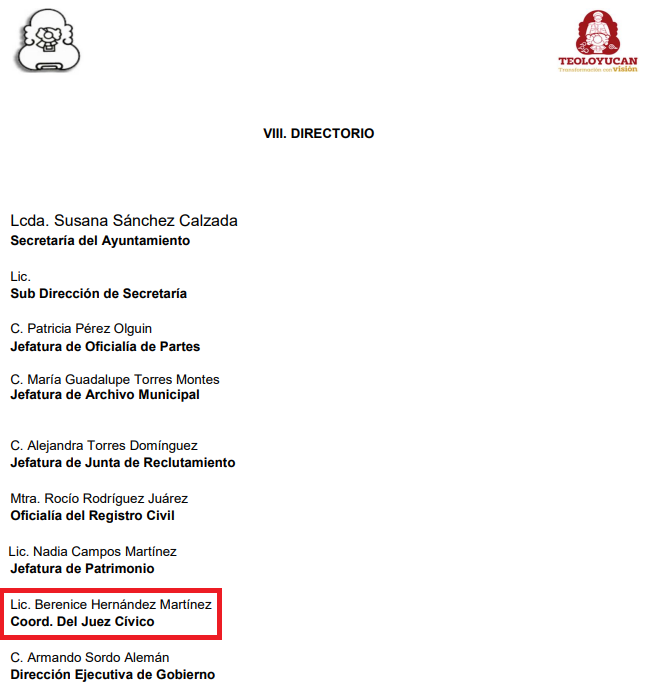 TEOLOYUCAN
Transformación con visión
VIII. DIRECTORIO
Lcda. Susana Sánchez Calzada
Secretaría del Ayuntamiento
Lic.
Sub Dirección de Secretaría
C. Patricia Pérez Olguin
Jefatura de Oficialía de Partes
C. María Guadalupe Torres Montes
Jefatura de Archivo Municipal
C. Alejandra Torres Domínguez
Jefatura de Junta de Reclutamiento
Mtra. Rocío Rodríguez Juárez
Oficialía del Registro Civil
Lic. Nadia Campos Martínez
Jefatura de Patrimonio
Lic. Berenice Hernández Martínez
Coord. Del Juez Cívico
C. Armando Sordo Alemán
Dirección Ejecutiva de Gobierno